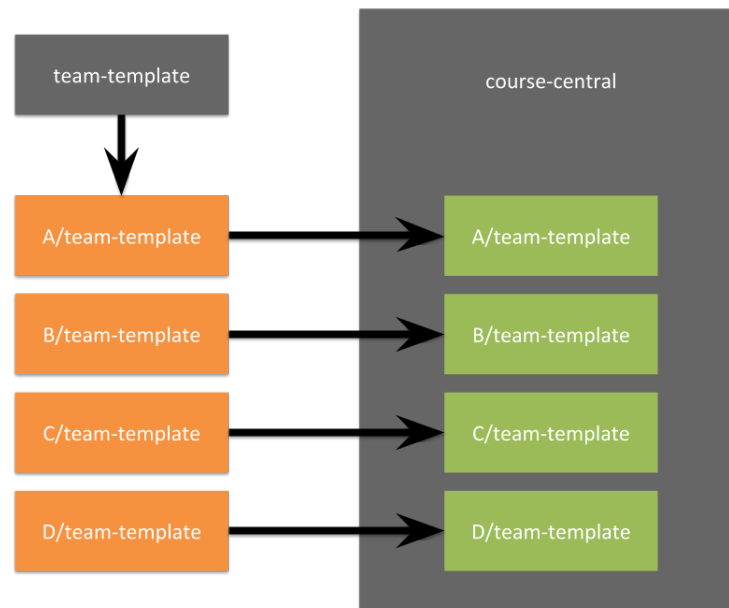 team-template
course-central
A/team-template
A/team-template
B/team-template
B/team-template
C/team-template
C/team-template
D/team-template
D/team-template